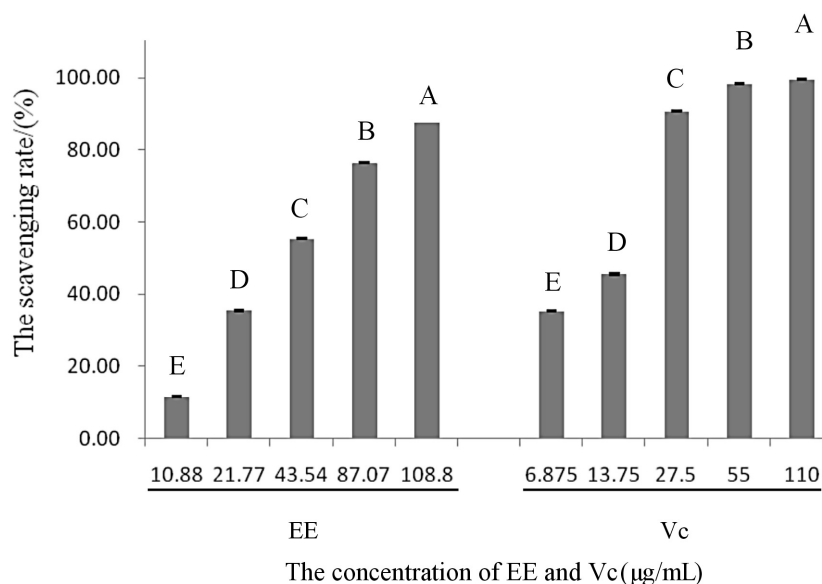 The scavenging rate/(%)
100.00
80.00
60.00
40.00
20.00
0.00
E
D
C
B
A
E
D
C
B
A
10.88 21.77 43.54 87.07 108.8 6.875 13.75 27.5 55 110
EE Vc
The concentration of EE and Vc(μg/mL)